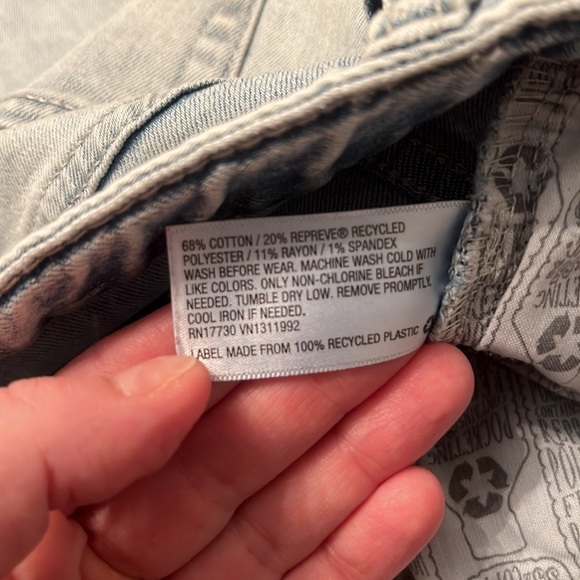 68% COTTON / 20% REPREVE® RECYCLED
POLYESTER / 11% RAYON / 1% SPANDEX
WASH BEFORE WEAR. MACHINE WASH COLD WITH
LIKE COLORS. ONLY NON-CHLORINE BLEACH IF
NEEDED. TUMBLE DRY LOW. REMOVE PROMPTLY.
COOL IRON IF NEEDED.
RN17730 VN1311992
LABEL MADE FROM 100% RECYCLED PLASTIC
POCKETING